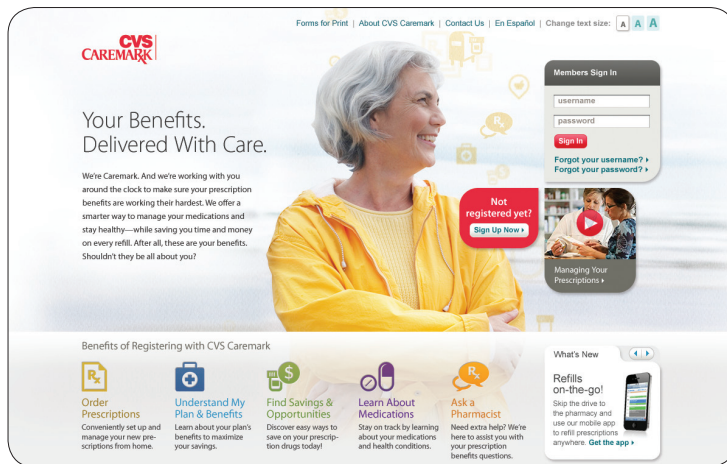 Forms for Print | About CVS Caremark | Contact Us | En Español | Change text size: A A A
CVS
CAREMARK
Your Benefits.
Delivered With Care.
We're Caremark. And we're working with you
around the clock to make sure your prescription
benefits are working their hardest. We offer a
smarter way to manage your medications and
stay healthy—while saving you time and money
on every refill. After all, these are your benefits.
Shouldn't they be all about you?
Members Sign In
username
password
Sign In
Forgot your username?
Forgot your password?
Not
registered yet?
Sign Up Now
Managing Your
Prescriptions
Benefits of Registering with CVS Caremark
Rx
Order
Prescriptions
Conveniently set up and
manage your new pre-
scriptions from home.
Understand My
Plan & Benefits
Learn about your plan's
benefits to maximize
your savings.
$
Find Savings &
Opportunities
Discover easy ways to
save on your prescrip-
tion drugs today!
Learn About
Medications
Stay on track by learning
about your medications
and health conditions.
Rx
Ask a
Pharmacist
Need extra help? We're
here to assist you with
your prescription
benefits questions.
What's New
Refills
on-the-go!
Skip the drive to
the pharmacy and
use our mobile app
to refill prescriptions
anywhere. Get the app